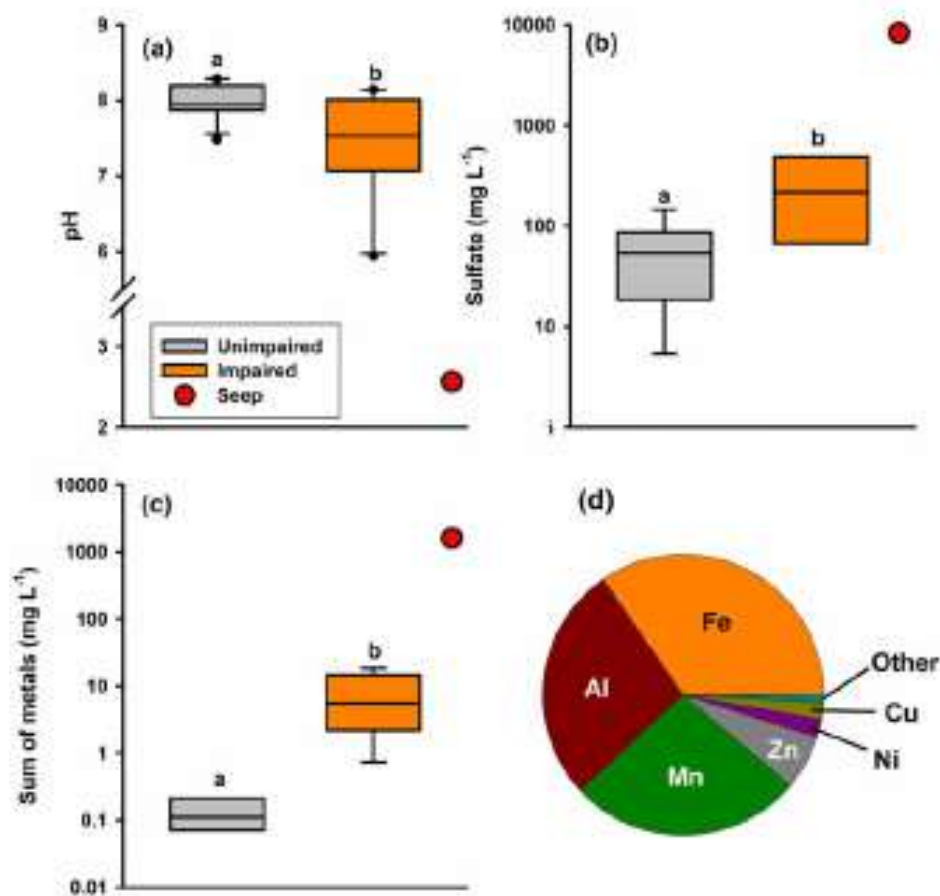 (a)
9
8
7
6
3
2
pH
a
b
Unimpaired
Impaired
Seep
(b)
10000
1000
100
10
1
Sulfate (mg L⁻¹)
a
b
(c)
10000
1000
100
10
1
0.1
0.01
Sum of metals (mg L⁻¹)
a
b
(d)
Fe
Al
Mn
Zn
Other
Cu
Ni